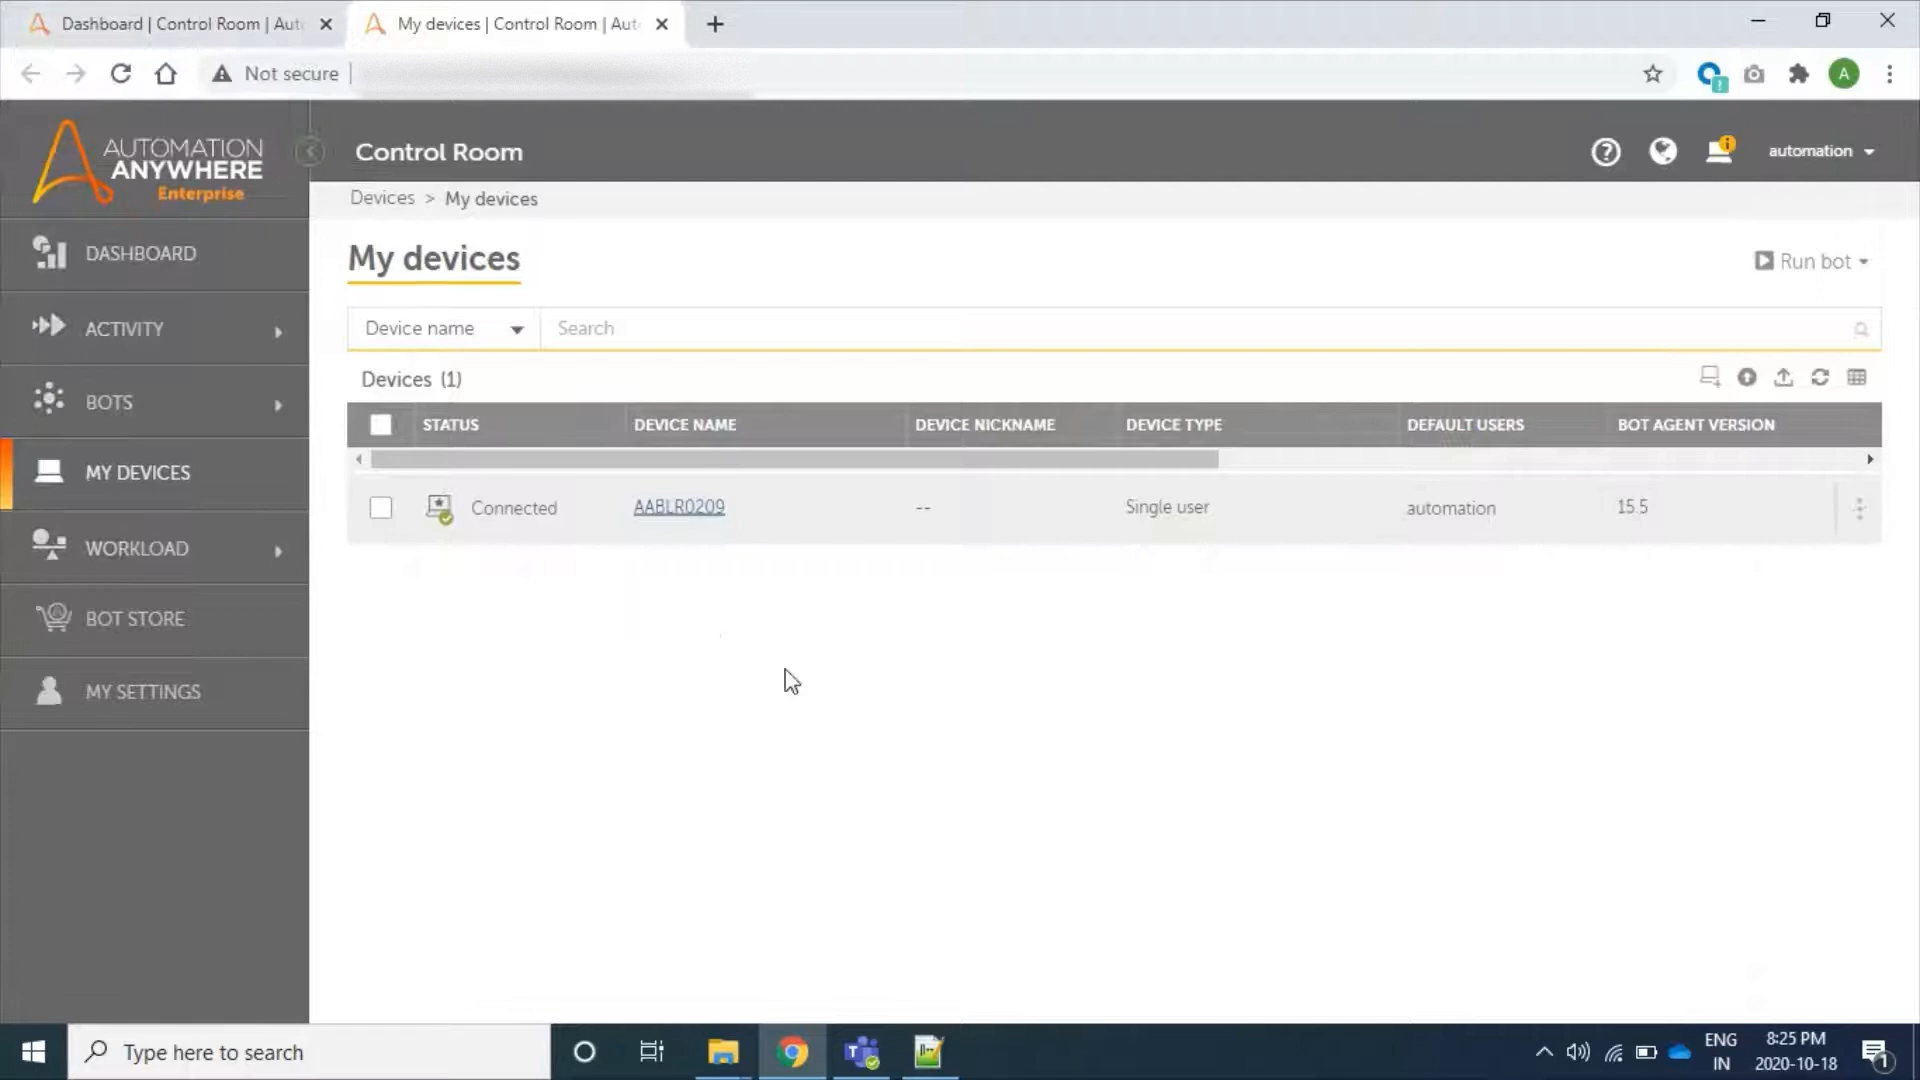 Dashboard | Control Room | Aut
My devices | Control Room | Aut
Not secure
A
AUTOMATION
ANYWHERE
Enterprise
Control Room
automation
Devices > My devices
DASHBOARD
My devices
Run bot
ACTIVITY
Device name
Search
Devices (1)
BOTS
STATUS
DEVICE NAME
DEVICE NICKNAME
DEVICE TYPE
DEFAULT USERS
BOT AGENT VERSION
MY DEVICES
Connected
AABLR0209
--
Single user
automation
15.5
WORKLOAD
BOT STORE
MY SETTINGS
Type here to search
ENG
IN
8:25 PM
2020-10-18
1